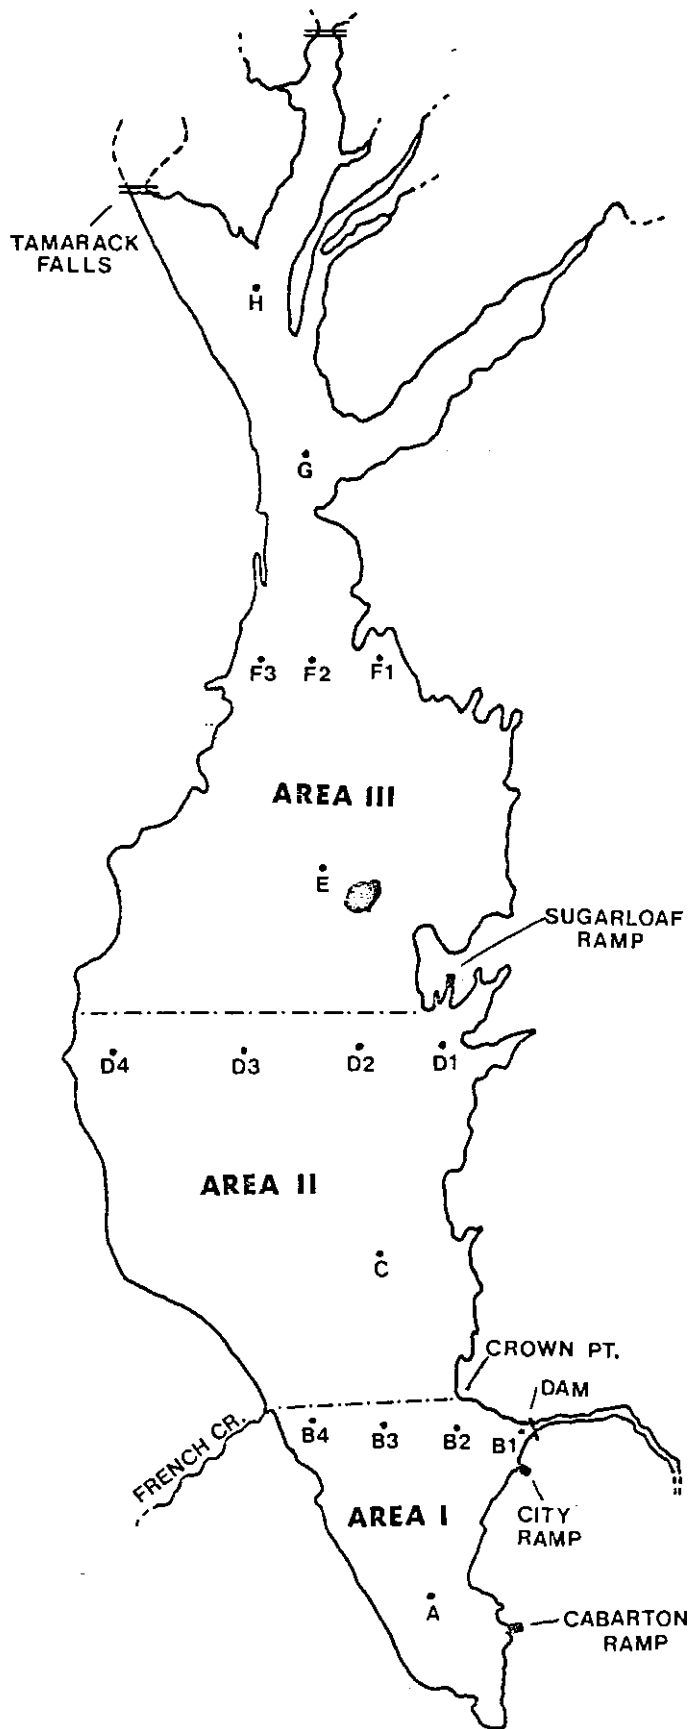 TAMARACK
FALLS
H
G
F3
F2
F1
AREA III
E
SUGARLOAF
RAMP
D4
D3
D2
D1
AREA II
C
CROWN PT.
DAM
FRENCH CR.
B4
B3
B2
B1
CITY
RAMP
AREA I
A
CABARTON
RAMP